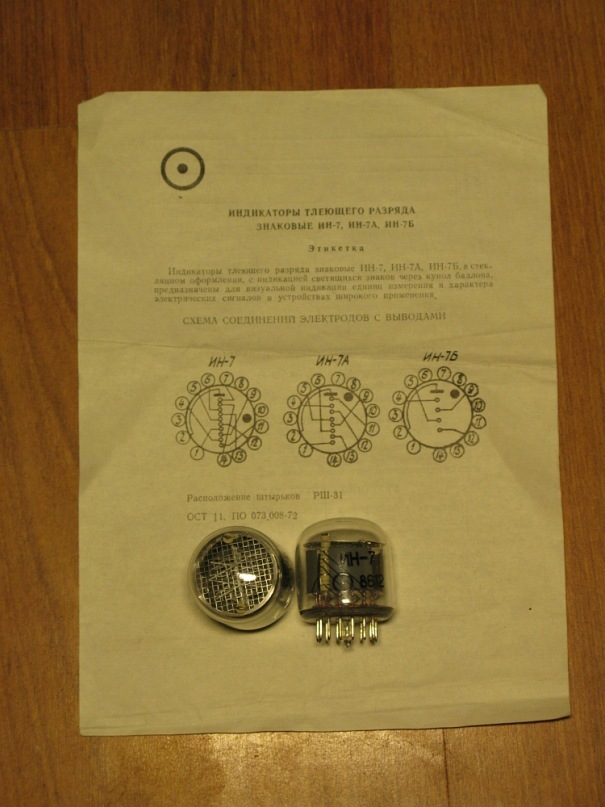 ИНДИКАТОРЫ ТЛЕЮЩЕГО РАЗРЯДА
ЗНАКОВЫЕ ИН-7, ИН-7А, ИН-7Б
Этикетка
Индикаторы тлеющего разряда знаковые ИН-7, ИН-7А, ИН-7Б, в стек-
лянном оформлении, с индикацией светящихся знаков через купол баллона,
предназначены для визуальной индикации единиц измерения и характера
электрических сигналов в устройствах широкого применения.
СХЕМА СОЕДИНЕНИЙ ЭЛЕКТРОДОВ С ВЫВОДАМИ
ИН-7 ИН-7А ИН-7Б
Расположение штырьков РШ-31
ОСТ 11. ПО 073.008-72
ИН-7